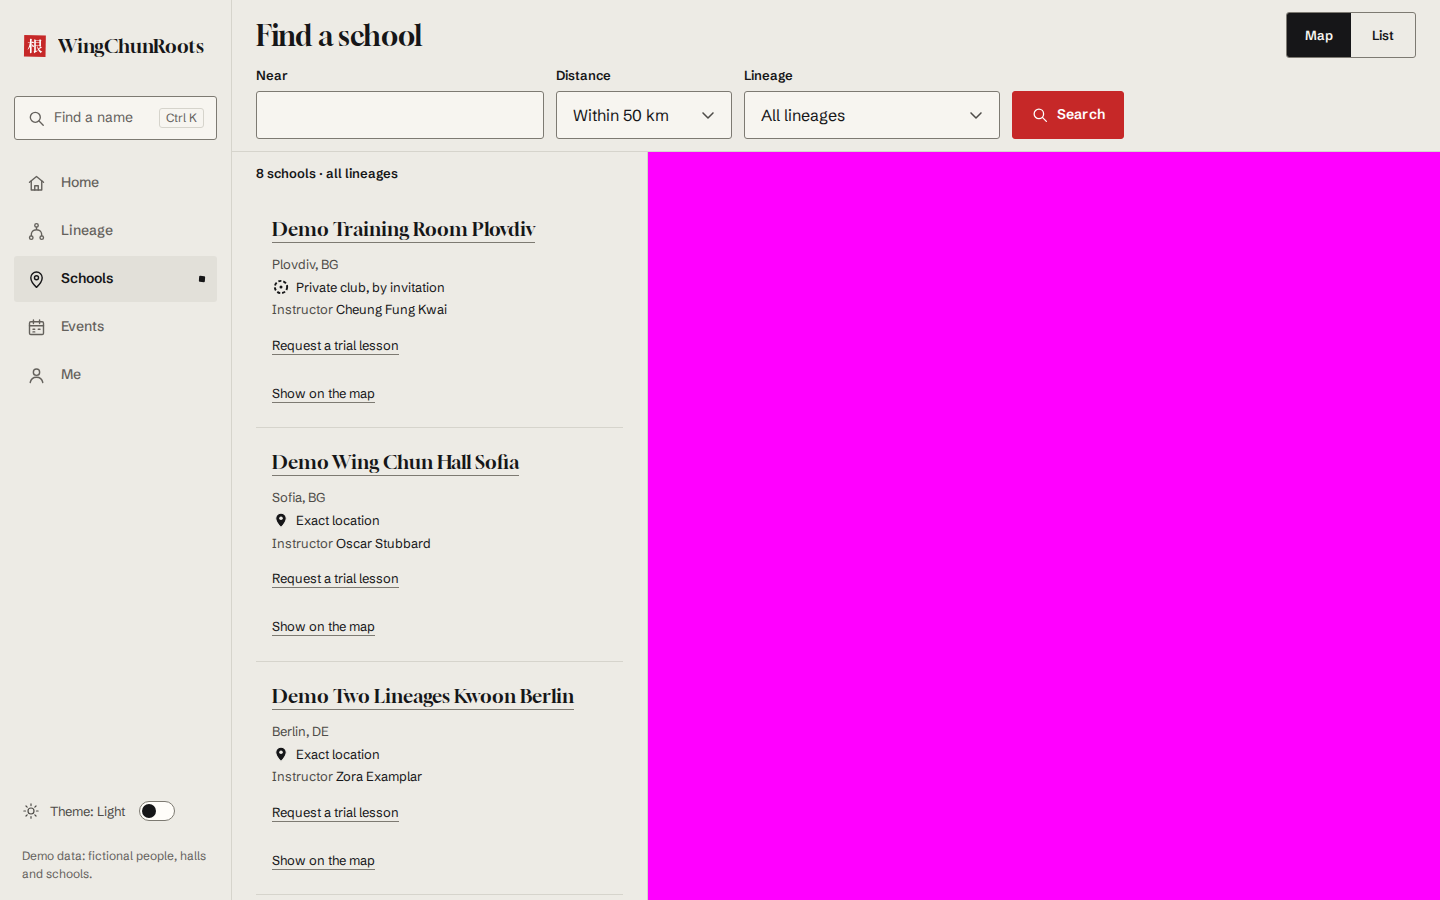 根 WingChunRoots
Find a name Ctrl K
Home
Lineage
Schools
Events
Me
Theme: Light
Demo data: fictional people, halls
and schools.
Find a school
Map List
Near Distance Lineage
Within 50 km All lineages Search
8 schools · all lineages
Demo Training Room Plovdiv
Plovdiv, BG
Private club, by invitation
Instructor Cheung Fung Kwai
Request a trial lesson
Show on the map
Demo Wing Chun Hall Sofia
Sofia, BG
Exact location
Instructor Oscar Stubbard
Request a trial lesson
Show on the map
Demo Two Lineages Kwoon Berlin
Berlin, DE
Exact location
Instructor Zora Examplar
Request a trial lesson
Show on the map